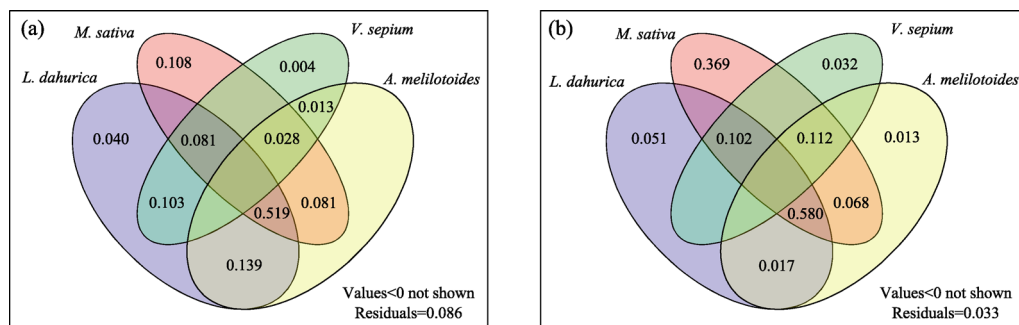 (a)
M. sativa
V. sepium
L. dahurica
A. melilotoides
0.108
0.004
0.013
0.040
0.081
0.028
0.103
0.519
0.081
0.139
Values<0 not shown
Residuals=0.086
(b)
M. sativa
V. sepium
L. dahurica
A. melilotoides
0.369
0.032
0.051
0.102
0.112
0.013
0.580
0.068
0.017
Values<0 not shown
Residuals=0.033